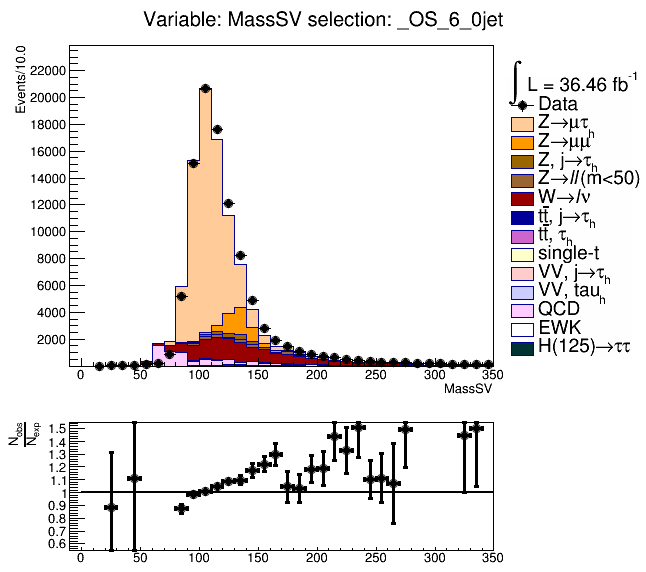 Variable: MassSV selection: _OS_6_0jet
Events/10.0
22000
20000
18000
16000
14000
12000
10000
8000
6000
4000
2000
0 50 100 150 200 250 300 350
MassSV
∫ L = 36.46 fb⁻¹
Data
Z→μτh
Z→μμ
Z, j→τh
Z→ll(m<50)
W→lν
tt̄, j→τh
tt̄, τh
single-t
VV, j→τh
VV, tauh
QCD
EWK
H(125)→ττ
Nobs
Nexp
1.5
1.4
1.3
1.2
1.1
1
0.9
0.8
0.7
0.6
0 50 100 150 200 250 300 350